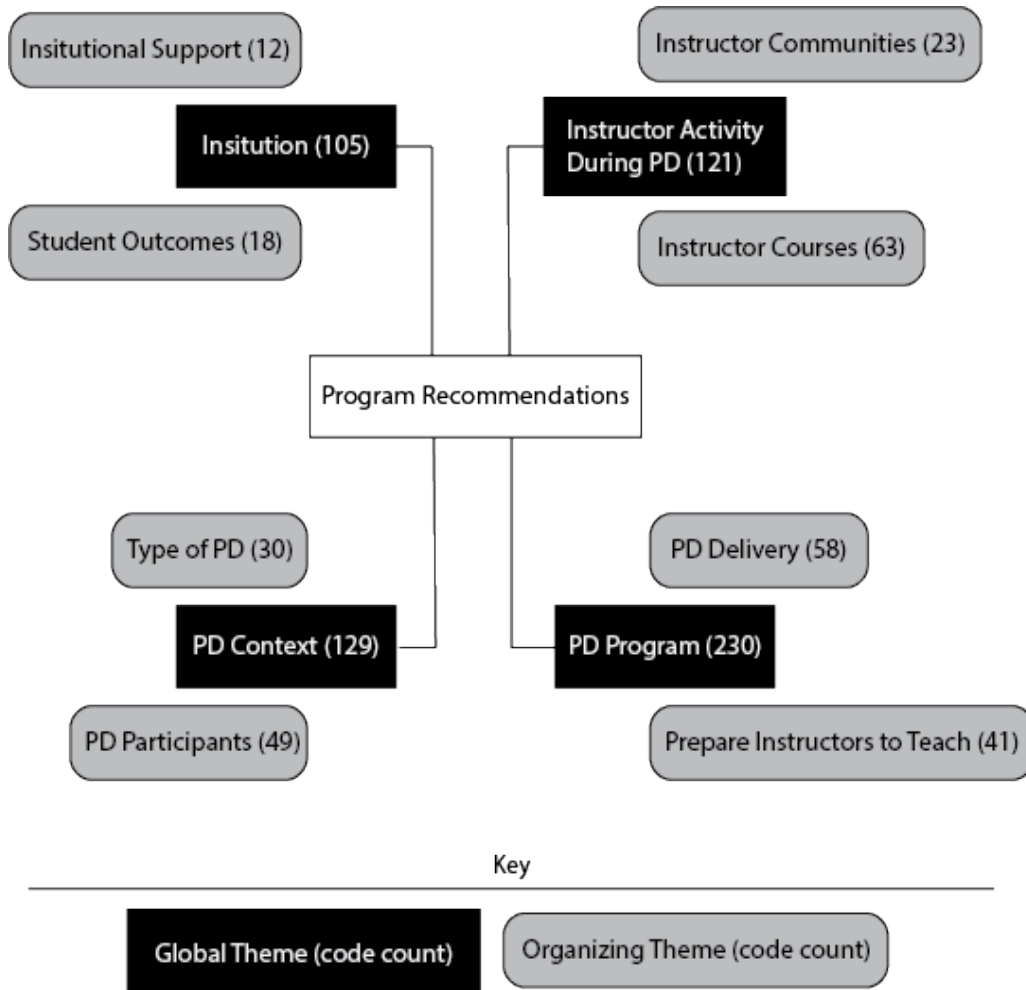 Insitutional Support (12)
Instructor Communities (23)
Insitution (105)
Instructor Activity
During PD (121)
Student Outcomes (18)
Instructor Courses (63)
Program Recommendations
Type of PD (30)
PD Delivery (58)
PD Context (129)
PD Program (230)
PD Participants (49)
Prepare Instructors to Teach (41)
Key
Global Theme (code count)
Organizing Theme (code count)